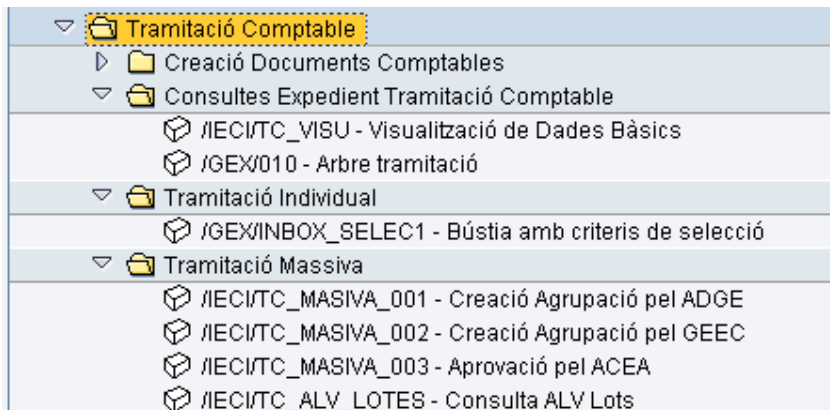 Tramitació Comptable
Creació Documents Comptables
Consultes Expedient Tramitació Comptable
/IECI/TC_VISU - Visualització de Dades Bàsics
/GEX/010 - Arbre tramitació
Tramitació Individual
/GEX/INBOX_SELEC1 - Bústia amb criteris de selecció
Tramitació Massiva
/IECI/TC_MASIVA_001 - Creació Agrupació pel ADGE
/IECI/TC_MASIVA_002 - Creació Agrupació pel GEEC
/IECI/TC_MASIVA_003 - Aprovació pel ACEA
/IECI/TC_ALV_LOTES - Consulta ALV Lots